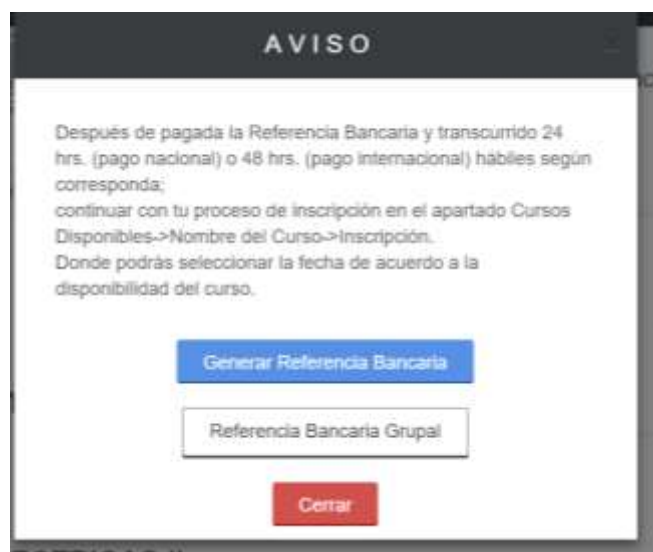 AVISO
Después de pagada la Referencia Bancaria y transcurrido 24
hrs. (pago nacional) o 48 hrs. (pago internacional) hábiles según
corresponda;
continuar con tu proceso de inscripción en el apartado Cursos
Disponibles->Nombre del Curso->Inscripción.
Donde podrás seleccionar la fecha de acuerdo a la
disponibilidad del curso.
Generar Referencia Bancaria
Referencia Bancaria Grupal
Cerrar